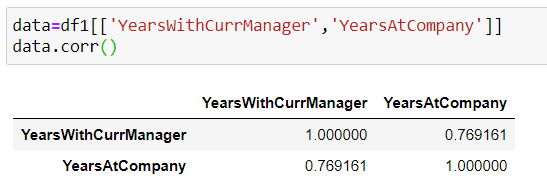 data=df1[['YearsWithCurrManager','YearsAtCompany']]
data.corr()
YearsWithCurrManager YearsAtCompany
YearsWithCurrManager 1.000000 0.769161
YearsAtCompany 0.769161 1.000000